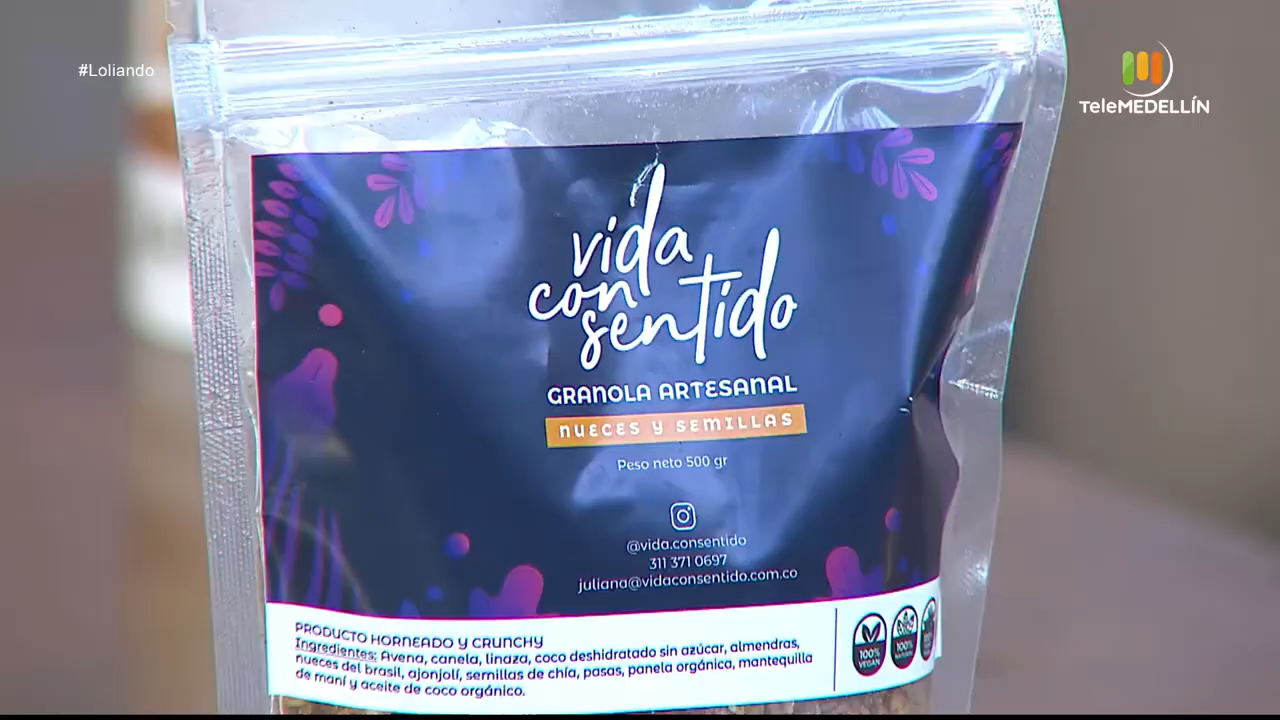 #Loliando
TeleMEDELLÍN
vida
con
sentido
GRANOLA ARTESANAL
NUECES Y SEMILLAS
Peso neto 500 gr
@vida.consentido
311 371 0697
juliana@vidaconsentido.com.co
PRODUCTO HORNEADO Y CRUNCHY
Ingredientes: Avena, canela, linaza, coco deshidratado sin azúcar, almendras,
nueces del brasil, ajonjolí, semillas de chía, pasas, panela orgánica, mantequilla
de maní y aceite de coco orgánico.
100%
VEGAN
100%